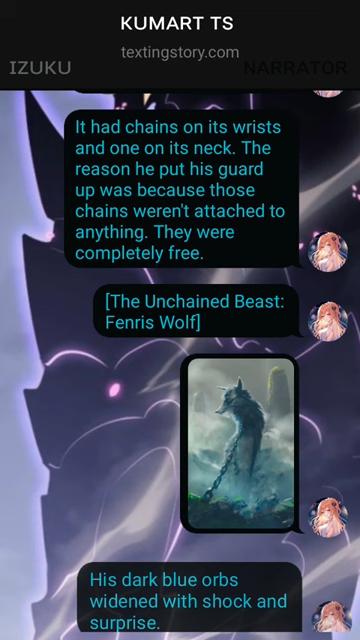 KUMART TS
textingstory.com
IZUKU
NARRATOR
It had chains on its wrists
and one on its neck. The
reason he put his guard
up was because those
chains weren't attached to
anything. They were
completely free.
[The Unchained Beast:
Fenris Wolf]
His dark blue orbs
widened with shock and
surprise.